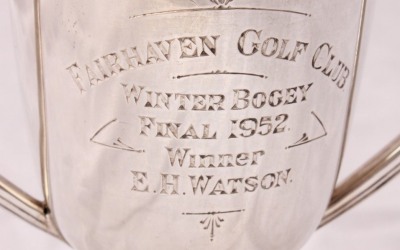 FAIRHAVEN GOLF CLUB
WINTER BOGEY
FINAL 1952.
WINNER
E.H. WATSON.